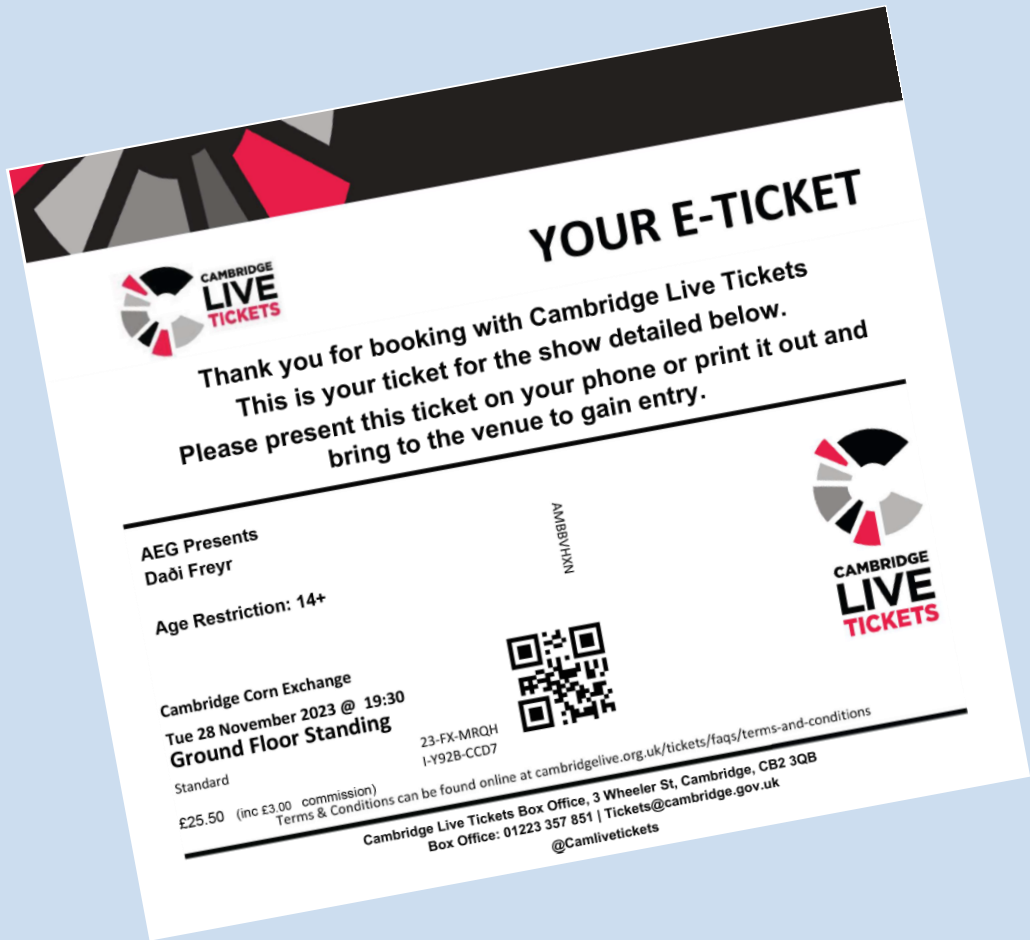 YOUR E-TICKET
CAMBRIDGE
LIVE
TICKETS
Thank you for booking with Cambridge Live Tickets
This is your ticket for the show detailed below.
Please present this ticket on your phone or print it out and
bring to the venue to gain entry.
AEG Presents
Daði Freyr
Age Restriction: 14+
AMBBVHXN
CAMBRIDGE
LIVE
TICKETS
Cambridge Corn Exchange
Tue 28 November 2023 @ 19:30
Ground Floor Standing
Standard
23-FX-MRQH
I-Y92B-CCD7
£25.50 (inc £3.00 commission)
Terms & Conditions can be found online at cambridgelive.org.uk/tickets/faqs/terms-and-conditions
Cambridge Live Tickets Box Office, 3 Wheeler St, Cambridge, CB2 3QB
Box Office: 01223 357 851 | Tickets@cambridge.gov.uk
@Camlivetickets